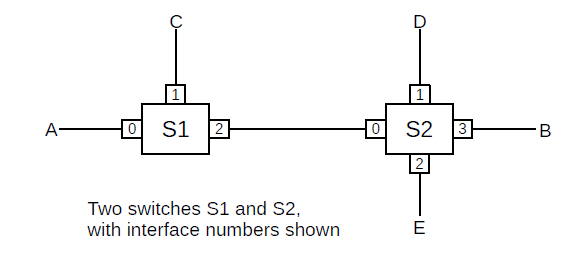 C
D
1
1
A
0
S1
2
0
S2
3
B
2
E
Two switches S1 and S2,
with interface numbers shown